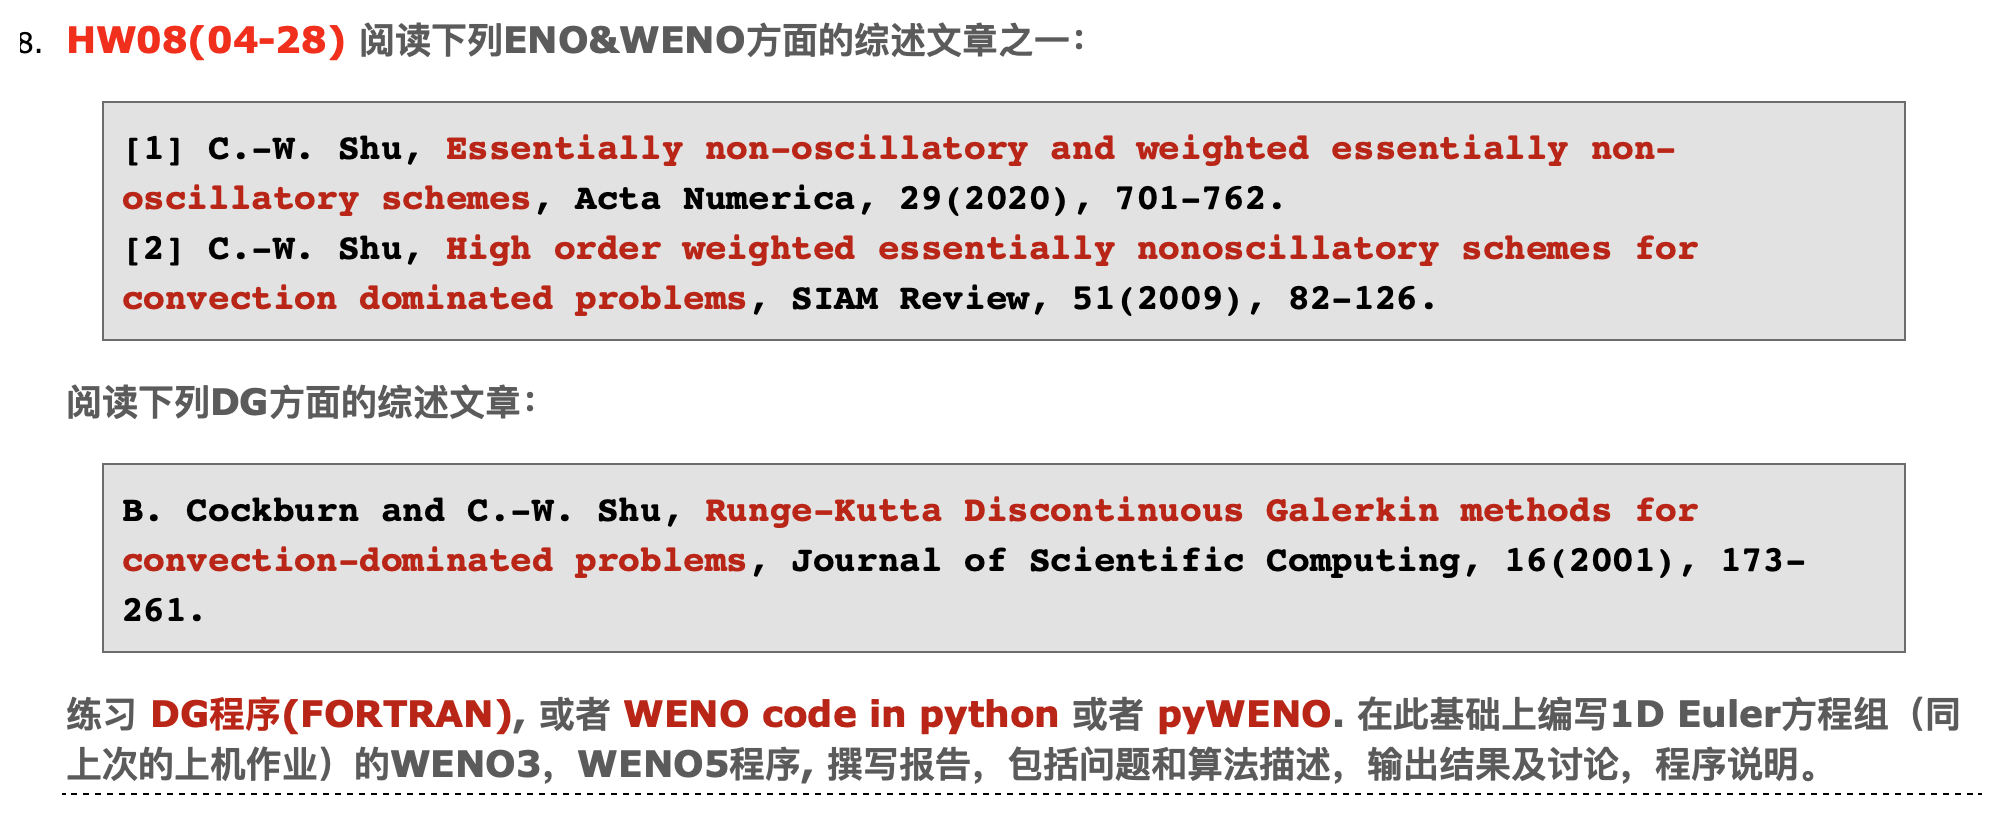 8. HW08(04-28) 阅读下列ENO&WENO方面的综述文章之一：
[1] C.-W. Shu, Essentially non-oscillatory and weighted essentially non-
oscillatory schemes, Acta Numerica, 29(2020), 701-762.
[2] C.-W. Shu, High order weighted essentially nonoscillatory schemes for
convection dominated problems, SIAM Review, 51(2009), 82-126.
阅读下列DG方面的综述文章：
B. Cockburn and C.-W. Shu, Runge-Kutta Discontinuous Galerkin methods for
convection-dominated problems, Journal of Scientific Computing, 16(2001), 173-
261.
练习 DG程序(FORTRAN), 或者 WENO code in python 或者 pyWENO. 在此基础上编写1D Euler方程组（同
上次的上机作业）的WENO3，WENO5程序, 撰写报告，包括问题和算法描述，输出结果及讨论，程序说明。